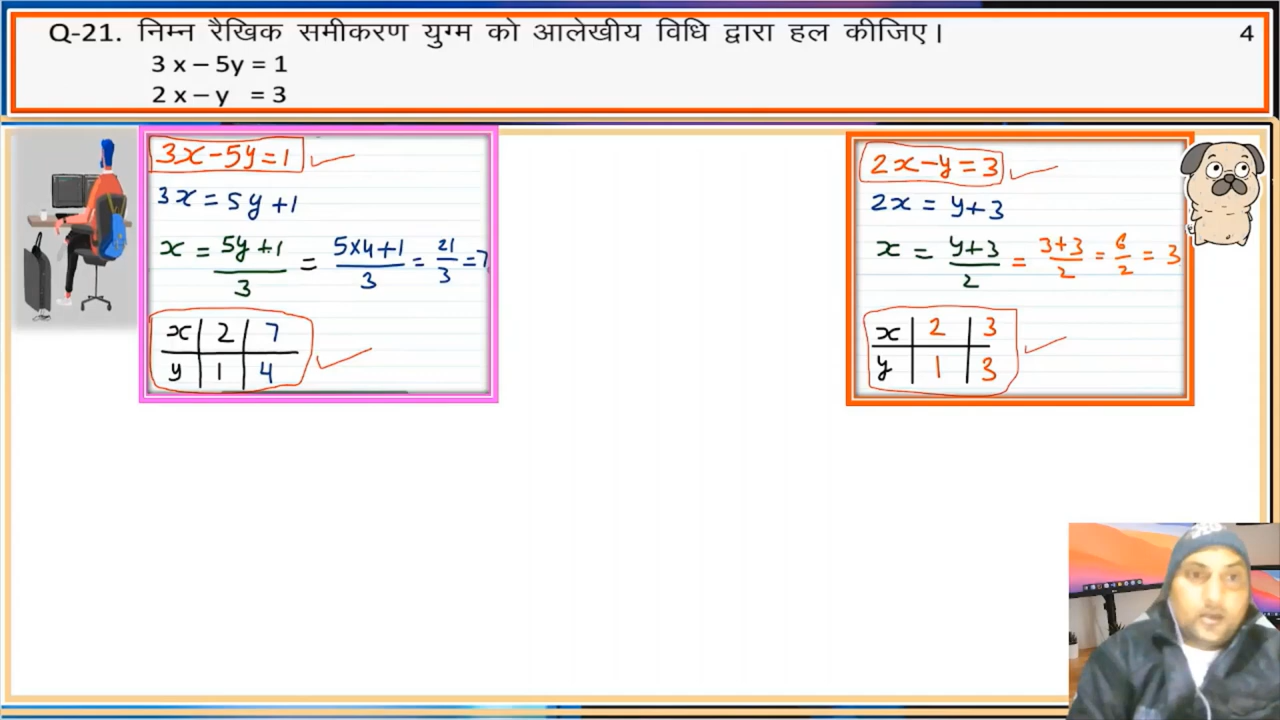 Q-21. निम्न रैखिक समीकरण युग्म को आलेखीय विधि द्वारा हल कीजिए। 4
3 x – 5y = 1
2 x – y = 3
3x-5y=1
3x = 5y+1
x = 5y+1/3 = 5x4+1/3 = 21/3 = 7
x | 2 | 7
y | 1 | 4
2x-y=3
2x = y+3
x = y+3/2 = 3+3/2 = 6/2 = 3
x | 2 | 3
y | 1 | 3